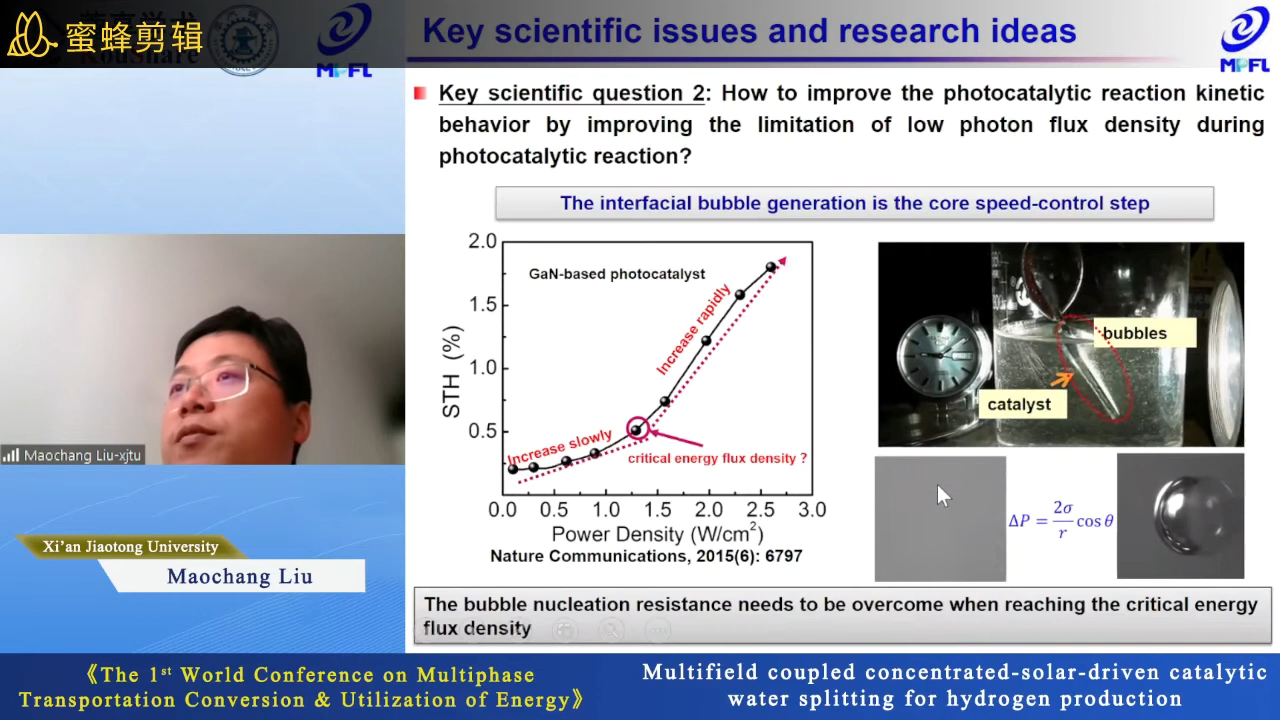 蜜蜂剪辑
KouShare
MPFL
Key scientific issues and research ideas
MPFL
Key scientific question 2: How to improve the photocatalytic reaction kinetic
behavior by improving the limitation of low photon flux density during
photocatalytic reaction?
The interfacial bubble generation is the core speed-control step
2.0
1.5
1.0
0.5
STH (%)
GaN-based photocatalyst
Increase rapidly
Increase slowly
critical energy flux density ?
0.0 0.5 1.0 1.5 2.0 2.5 3.0
Power Density (W/cm²)
Nature Communications, 2015(6): 6797
bubbles
catalyst
ΔP = 2σ/r cos θ
The bubble nucleation resistance needs to be overcome when reaching the critical energy
flux density
Maochang Liu-xjtu
Xi'an Jiaotong University
Maochang Liu
《The 1st World Conference on Multiphase
Transportation Conversion & Utilization of Energy》
Multifield coupled concentrated-solar-driven catalytic
water splitting for hydrogen production